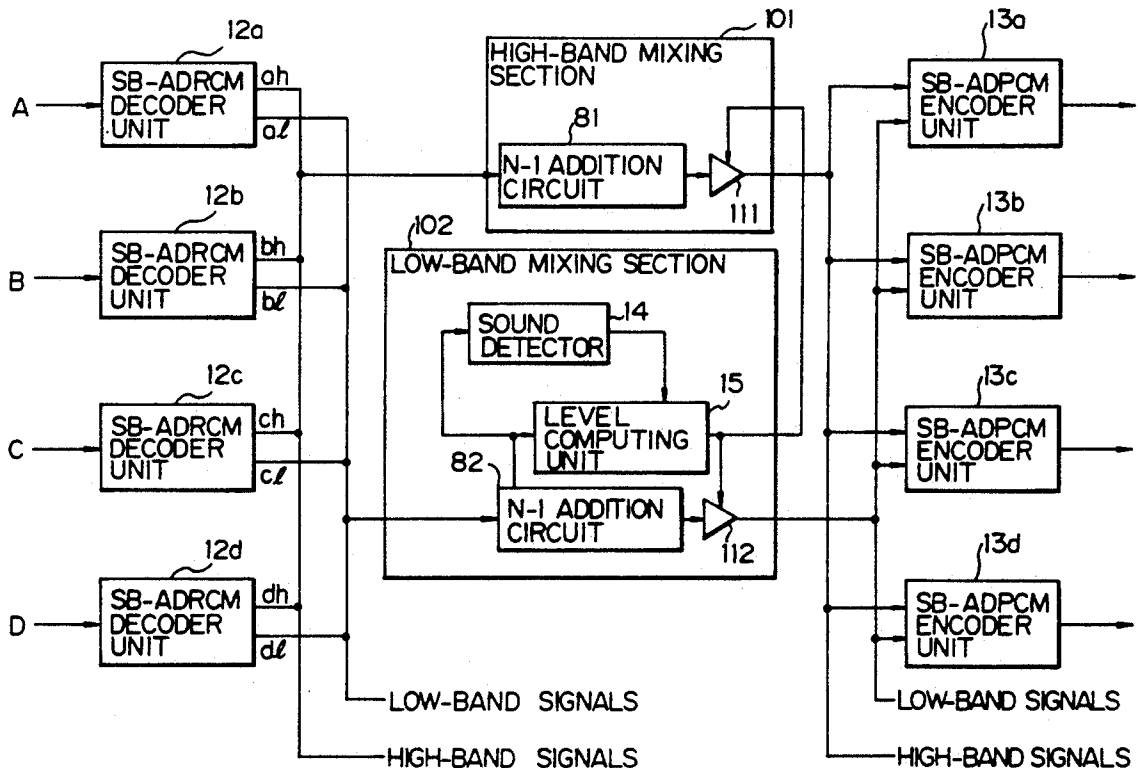 12a
SB-ADRCM
DECODER
UNIT
A
ah
al
12b
SB-ADRCM
DECODER
UNIT
B
bh
bl
12c
SB-ADRCM
DECODER
UNIT
C
ch
cl
12d
SB-ADRCM
DECODER
UNIT
D
dh
dl
101
HIGH-BAND MIXING
SECTION
81
N-1 ADDITION
CIRCUIT
111
102
LOW-BAND MIXING SECTION
14
SOUND
DETECTOR
15
LEVEL
COMPUTING
UNIT
82
N-1 ADDITION
CIRCUIT
112
LOW-BAND SIGNALS
HIGH-BAND SIGNALS
13a
SB-ADPCM
ENCODER
UNIT
13b
SB-ADPCM
ENCODER
UNIT
13c
SB-ADPCM
ENCODER
UNIT
13d
SB-ADPCM
ENCODER
UNIT
LOW-BAND SIGNALS
HIGH-BAND SIGNALS